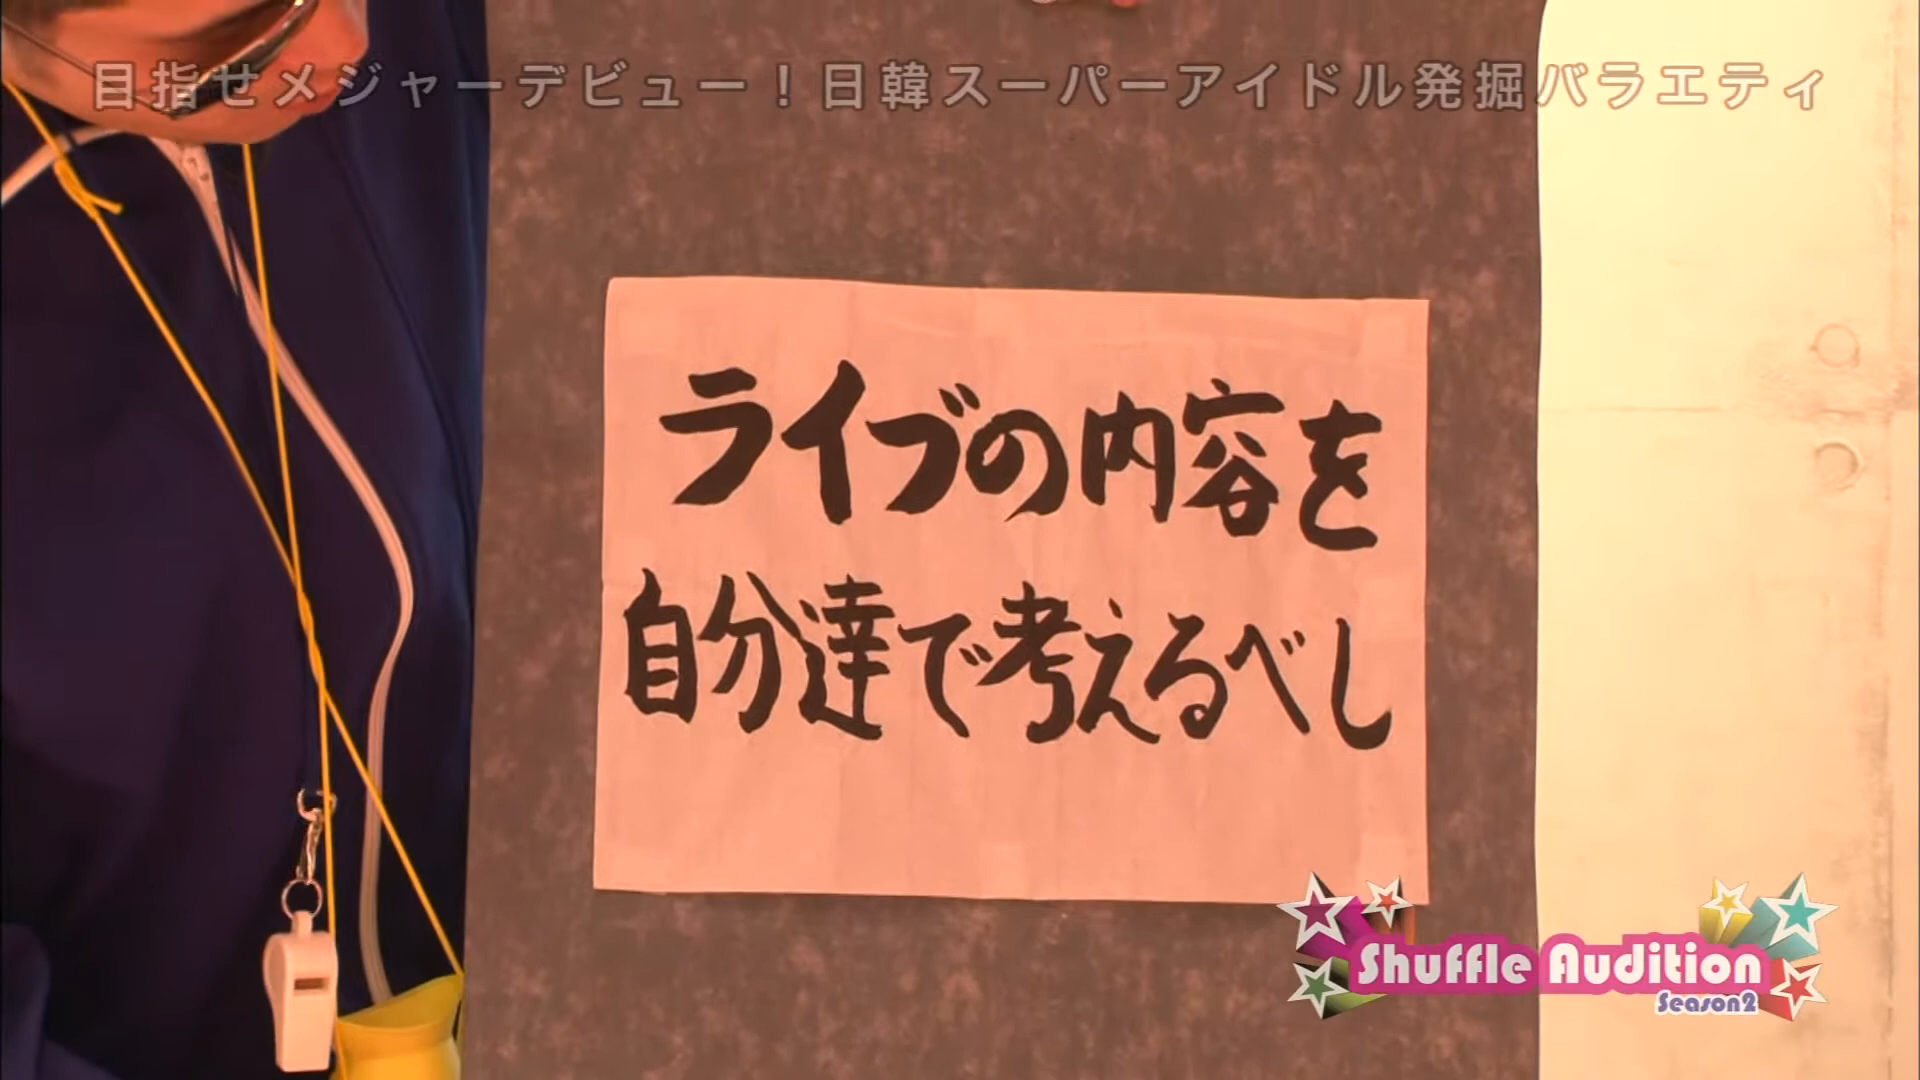 目指せメジャーデビュー！日韓スーパーアイドル発掘バラエティ
ライブの内容を
自分達で考えるべし
Shuffle Audition
Season2